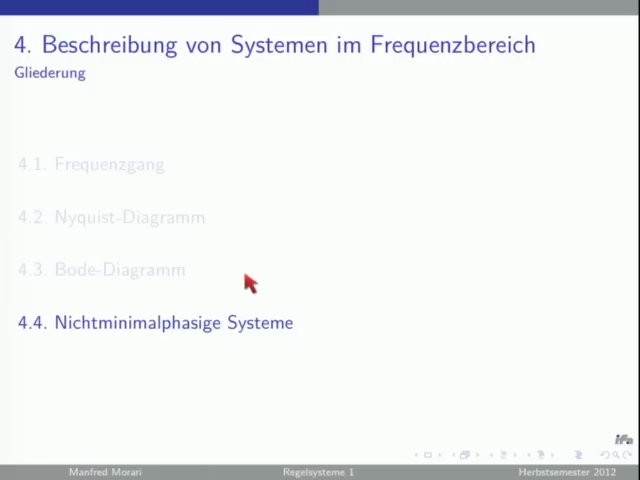 4. Beschreibung von Systemen im Frequenzbereich
Gliederung
4.1. Frequenzgang
4.2. Nyquist-Diagramm
4.3. Bode-Diagramm
4.4. Nichtminimalphasige Systeme
ifa
Manfred Morari Regelsysteme 1 Herbstsemester 2012